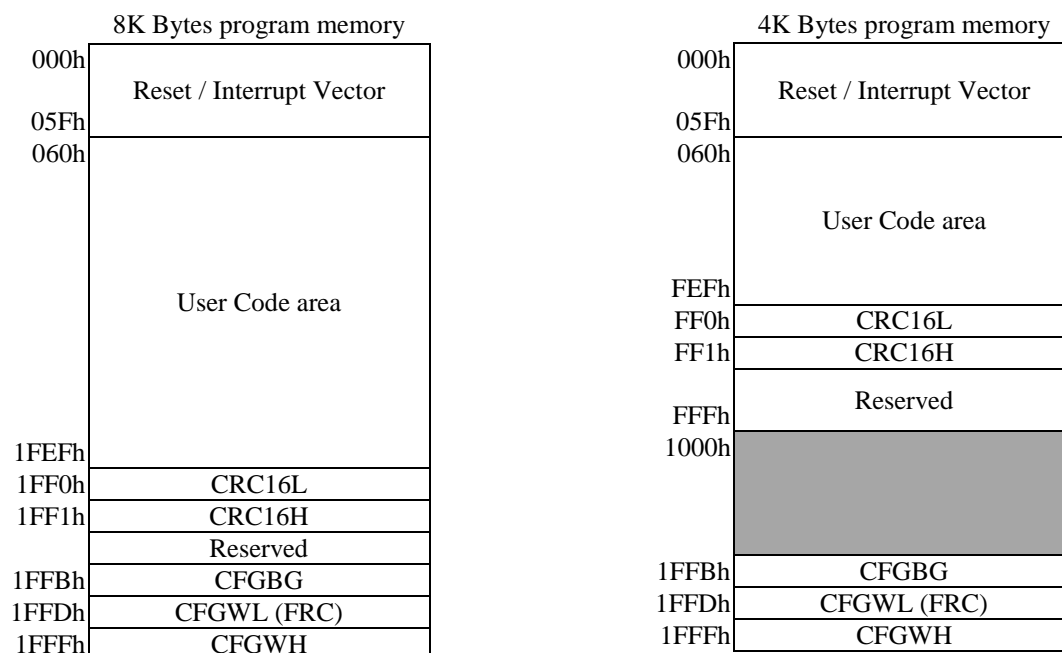 8K Bytes program memory
000h
Reset / Interrupt Vector
05Fh
060h
User Code area
1FEFh
1FF0h CRC16L
1FF1h CRC16H
Reserved
1FFBh CFGBG
1FFDh CFGWL (FRC)
1FFFh CFGWH
4K Bytes program memory
000h
Reset / Interrupt Vector
05Fh
060h
User Code area
FEFh
FF0h CRC16L
FF1h CRC16H
Reserved
FFFh
1000h
1FFBh CFGBG
1FFDh CFGWL (FRC)
1FFFh CFGWH